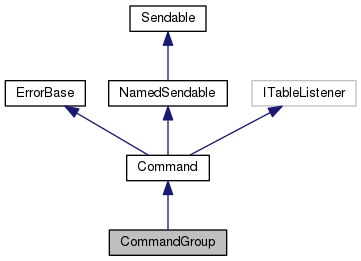 Sendable
ErrorBase
NamedSendable
ITableListener
Command
CommandGroup